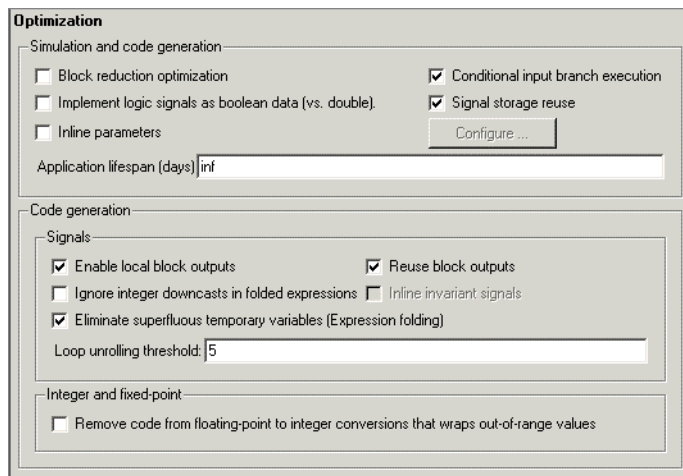 Optimization
Simulation and code generation
Block reduction optimization
Conditional input branch execution
Implement logic signals as boolean data (vs. double).
Signal storage reuse
Inline parameters
Configure ...
Application lifespan (days) inf
Code generation
Signals
Enable local block outputs
Reuse block outputs
Ignore integer downcasts in folded expressions
Inline invariant signals
Eliminate superfluous temporary variables (Expression folding)
Loop unrolling threshold: 5
Integer and fixed-point
Remove code from floating-point to integer conversions that wraps out-of-range values